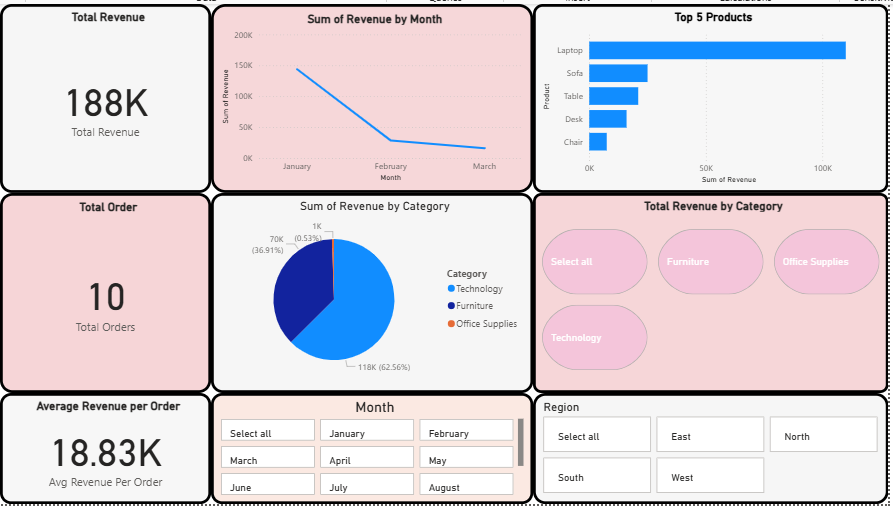 Total Revenue
188K
Total Revenue
Sum of Revenue by Month
200K
150K
100K
50K
0K
Sum of Revenue
January
February
March
Month
Top 5 Products
Laptop
Sofa
Table
Desk
Chair
Product
0K
50K
100K
Sum of Revenue
Total Order
10
Total Orders
Sum of Revenue by Category
1K
(0.53%)
70K
(36.91%)
118K (62.56%)
Category
Technology
Furniture
Office Supplies
Total Revenue by Category
Select all
Furniture
Office Supplies
Technology
Average Revenue per Order
18.83K
Avg Revenue Per Order
Month
Select all
January
February
March
April
May
June
July
August
Region
Select all
East
North
South
West